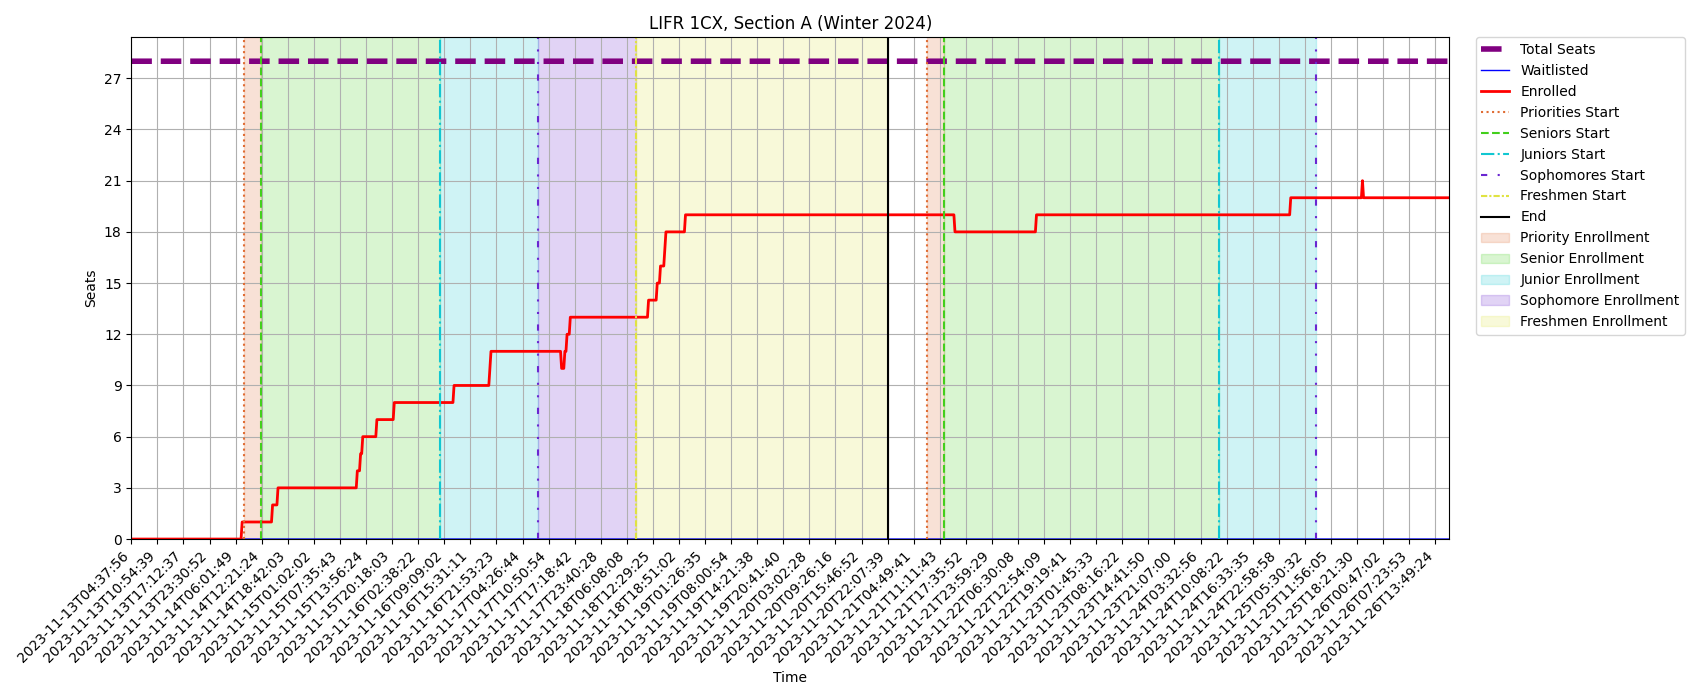 LIFR 1CX, Section A (Winter 2024)
Seats
27
24
21
18
15
12
9
6
3
0
2023-11-13T04:37:56
2023-11-13T10:54:39
2023-11-13T17:12:37
2023-11-13T23:30:52
2023-11-14T06:01:49
2023-11-14T12:21:24
2023-11-14T18:42:03
2023-11-15T01:02:02
2023-11-15T07:35:43
2023-11-15T13:56:24
2023-11-15T20:18:03
2023-11-16T02:38:22
2023-11-16T09:09:02
2023-11-16T15:31:11
2023-11-16T21:53:23
2023-11-17T04:26:44
2023-11-17T10:50:54
2023-11-17T17:18:42
2023-11-17T23:40:28
2023-11-18T06:08:08
2023-11-18T12:29:25
2023-11-18T18:51:02
2023-11-19T01:26:35
2023-11-19T08:00:54
2023-11-19T14:21:38
2023-11-19T20:41:40
2023-11-20T03:02:28
2023-11-20T09:26:16
2023-11-20T15:46:52
2023-11-20T22:07:39
2023-11-21T04:49:41
2023-11-21T11:11:43
2023-11-21T17:35:52
2023-11-21T23:59:29
2023-11-22T06:30:08
2023-11-22T12:54:09
2023-11-22T19:19:41
2023-11-23T01:45:33
2023-11-23T08:16:22
2023-11-23T14:41:50
2023-11-23T21:07:00
2023-11-24T03:32:56
2023-11-24T10:08:22
2023-11-24T16:33:35
2023-11-24T22:58:58
2023-11-25T05:30:32
2023-11-25T11:56:05
2023-11-25T18:21:30
2023-11-26T00:47:02
2023-11-26T07:23:53
2023-11-26T13:49:24
Time
Total Seats
Waitlisted
Enrolled
Priorities Start
Seniors Start
Juniors Start
Sophomores Start
Freshmen Start
End
Priority Enrollment
Senior Enrollment
Junior Enrollment
Sophomore Enrollment
Freshmen Enrollment